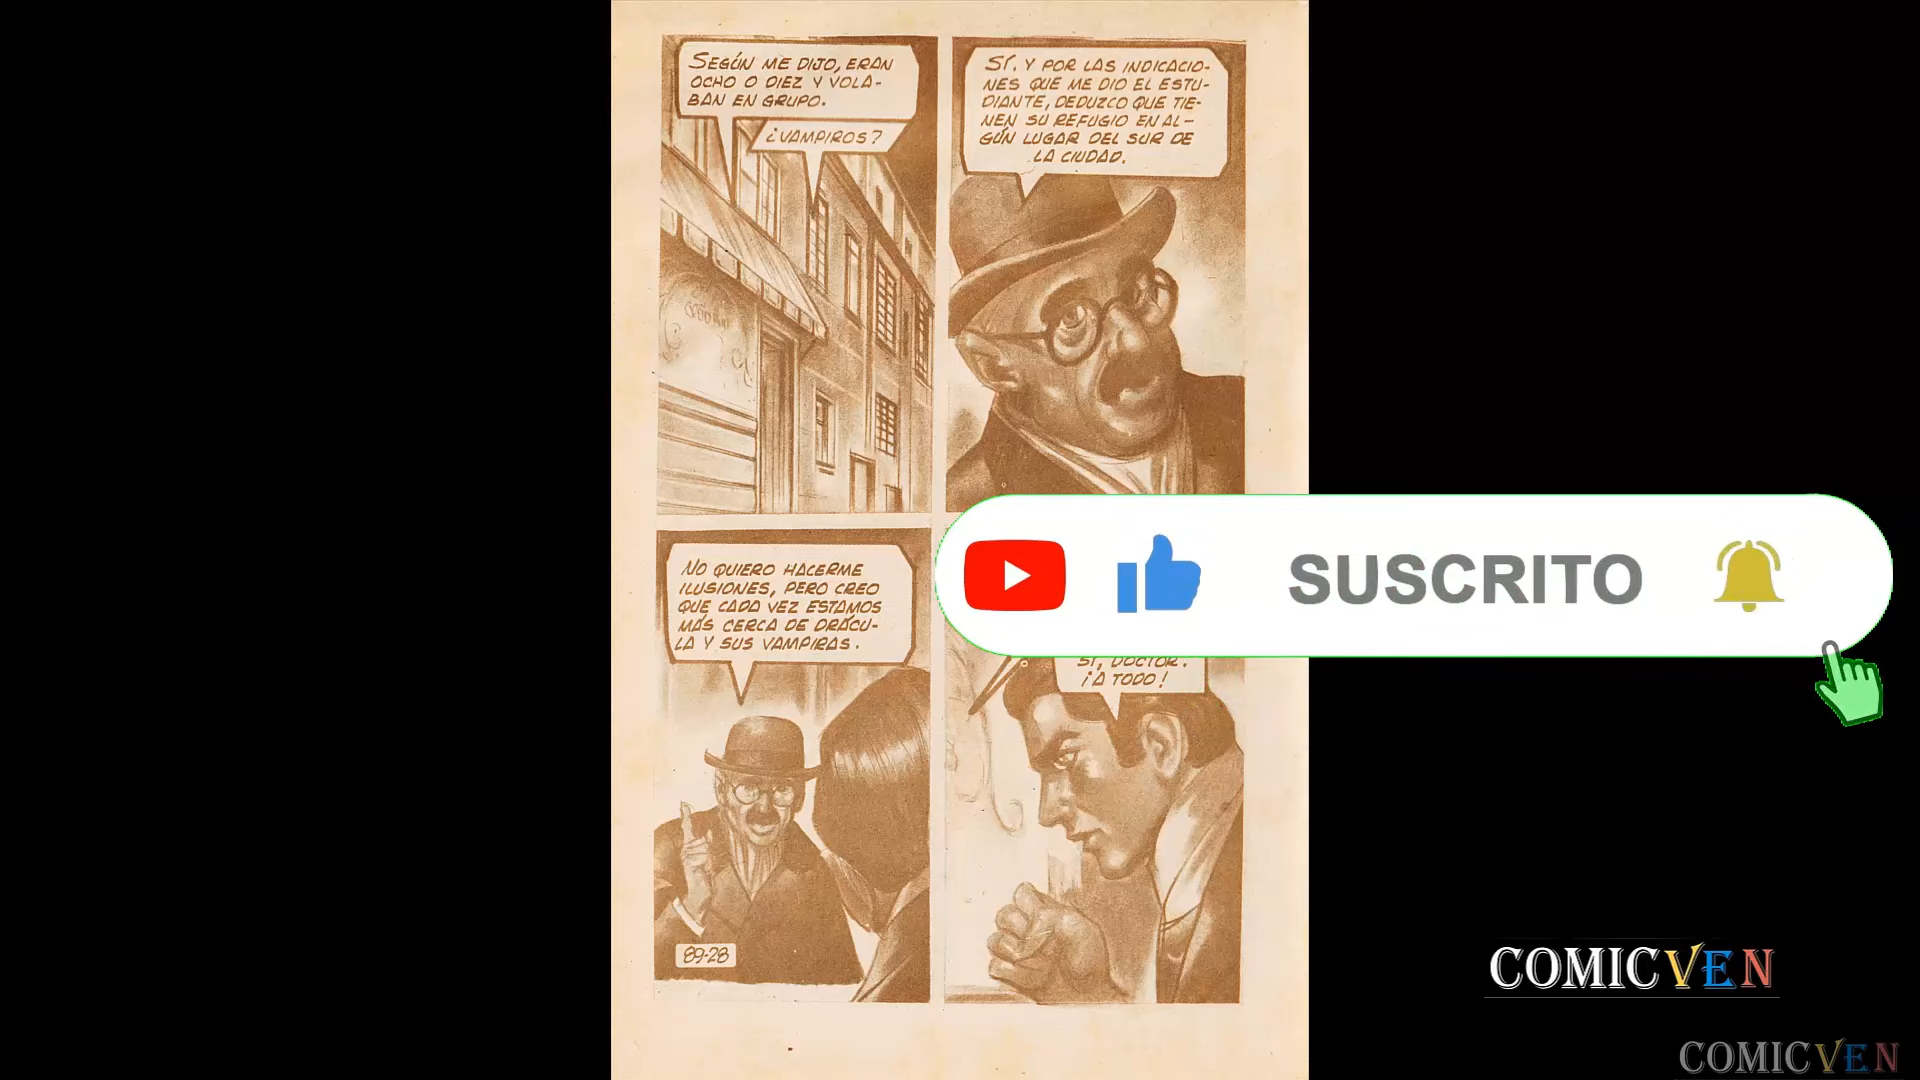 SEGÚN ME DIJO, ERAN
OCHO O DIEZ Y VOLA-
BAN EN GRUPO.
¿VAMPIROS?
SÍ. Y POR LAS INDICACIO-
NES QUE ME DIO EL ESTU-
DIANTE, DEDUZCO QUE TIE-
NEN SU REFUGIO EN AL-
GÚN LUGAR DEL SUR DE
LA CIUDAD.
NO QUIERO HACERME
ILUSIONES, PERO CREO
QUE CADA VEZ ESTAMOS
MÁS CERCA DE DRÁCU-
LA Y SUS VAMPIRAS.
89-28
SUSCRITO
SÍ, DOCTOR.
¡A TODO!
COMICVEN
COMICVEN